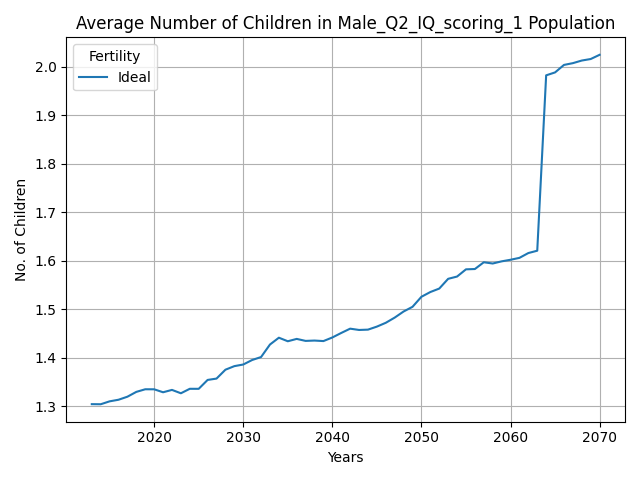 Average Number of Children in Male_Q2_IQ_scoring_1 Population
Fertility
Ideal
2.0
1.9
1.8
1.7
1.6
1.5
1.4
1.3
No. of Children
2020 2030 2040 2050 2060 2070
Years